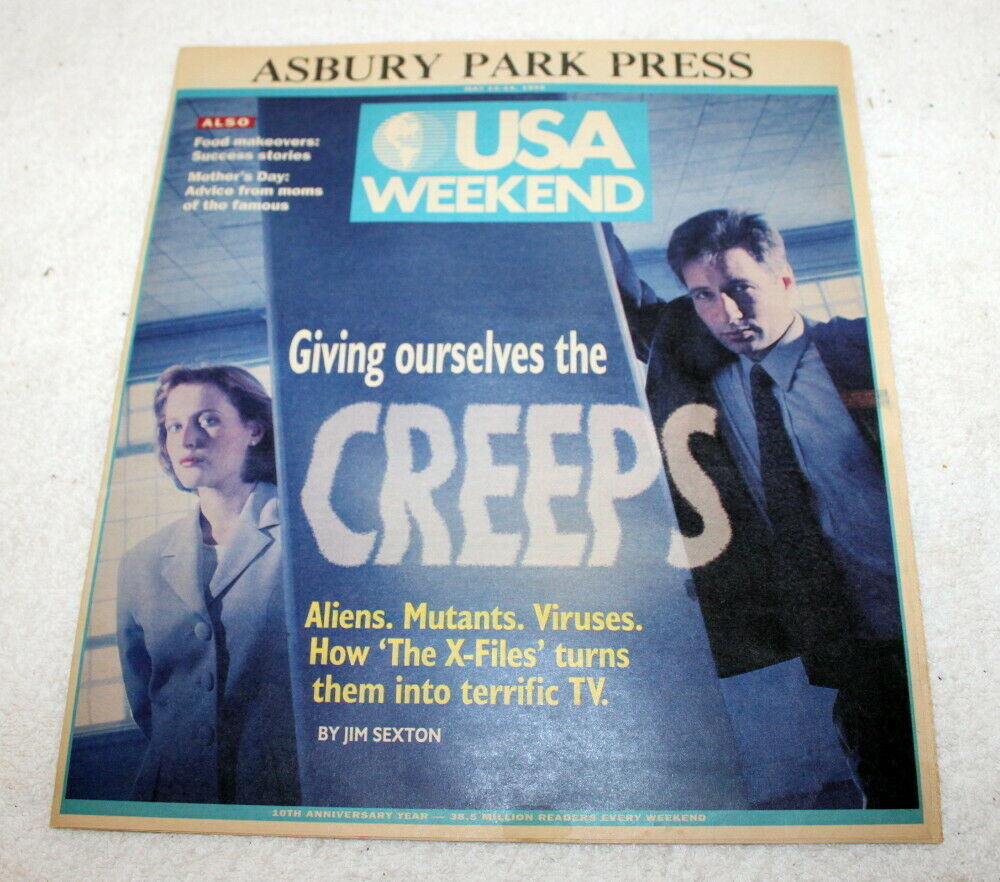 ASBURY PARK PRESS
ALSO
Food makeovers:
Success stories
Mother's Day:
Advice from moms
of the famous
USA
WEEKEND
Giving ourselves the
CREEPS
Aliens. Mutants. Viruses.
How 'The X-Files' turns
them into terrific TV.
BY JIM SEXTON
10TH ANNIVERSARY YEAR — 38.5 MILLION READERS EVERY WEEKEND